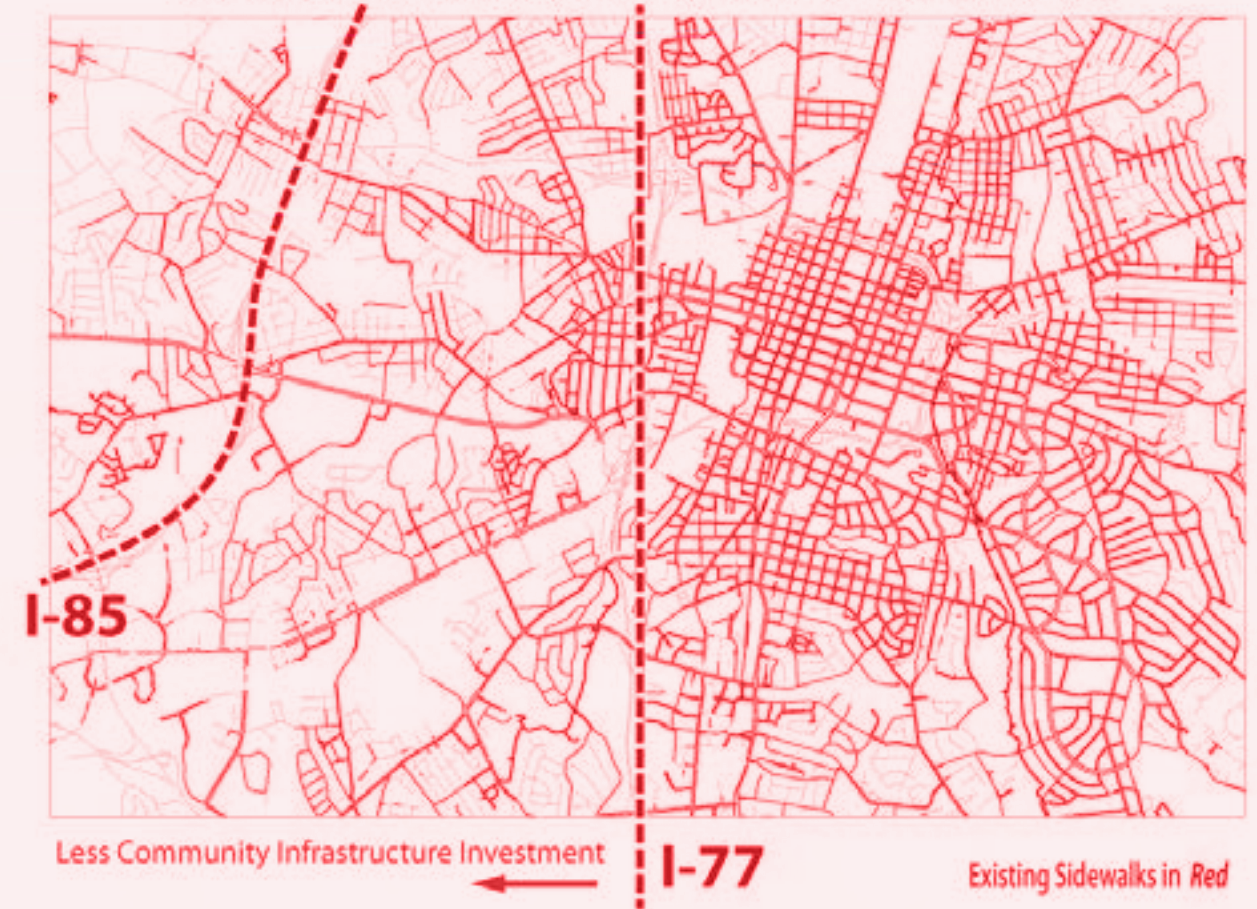 I-85
Less Community Infrastructure Investment
I-77
Existing Sidewalks in Red